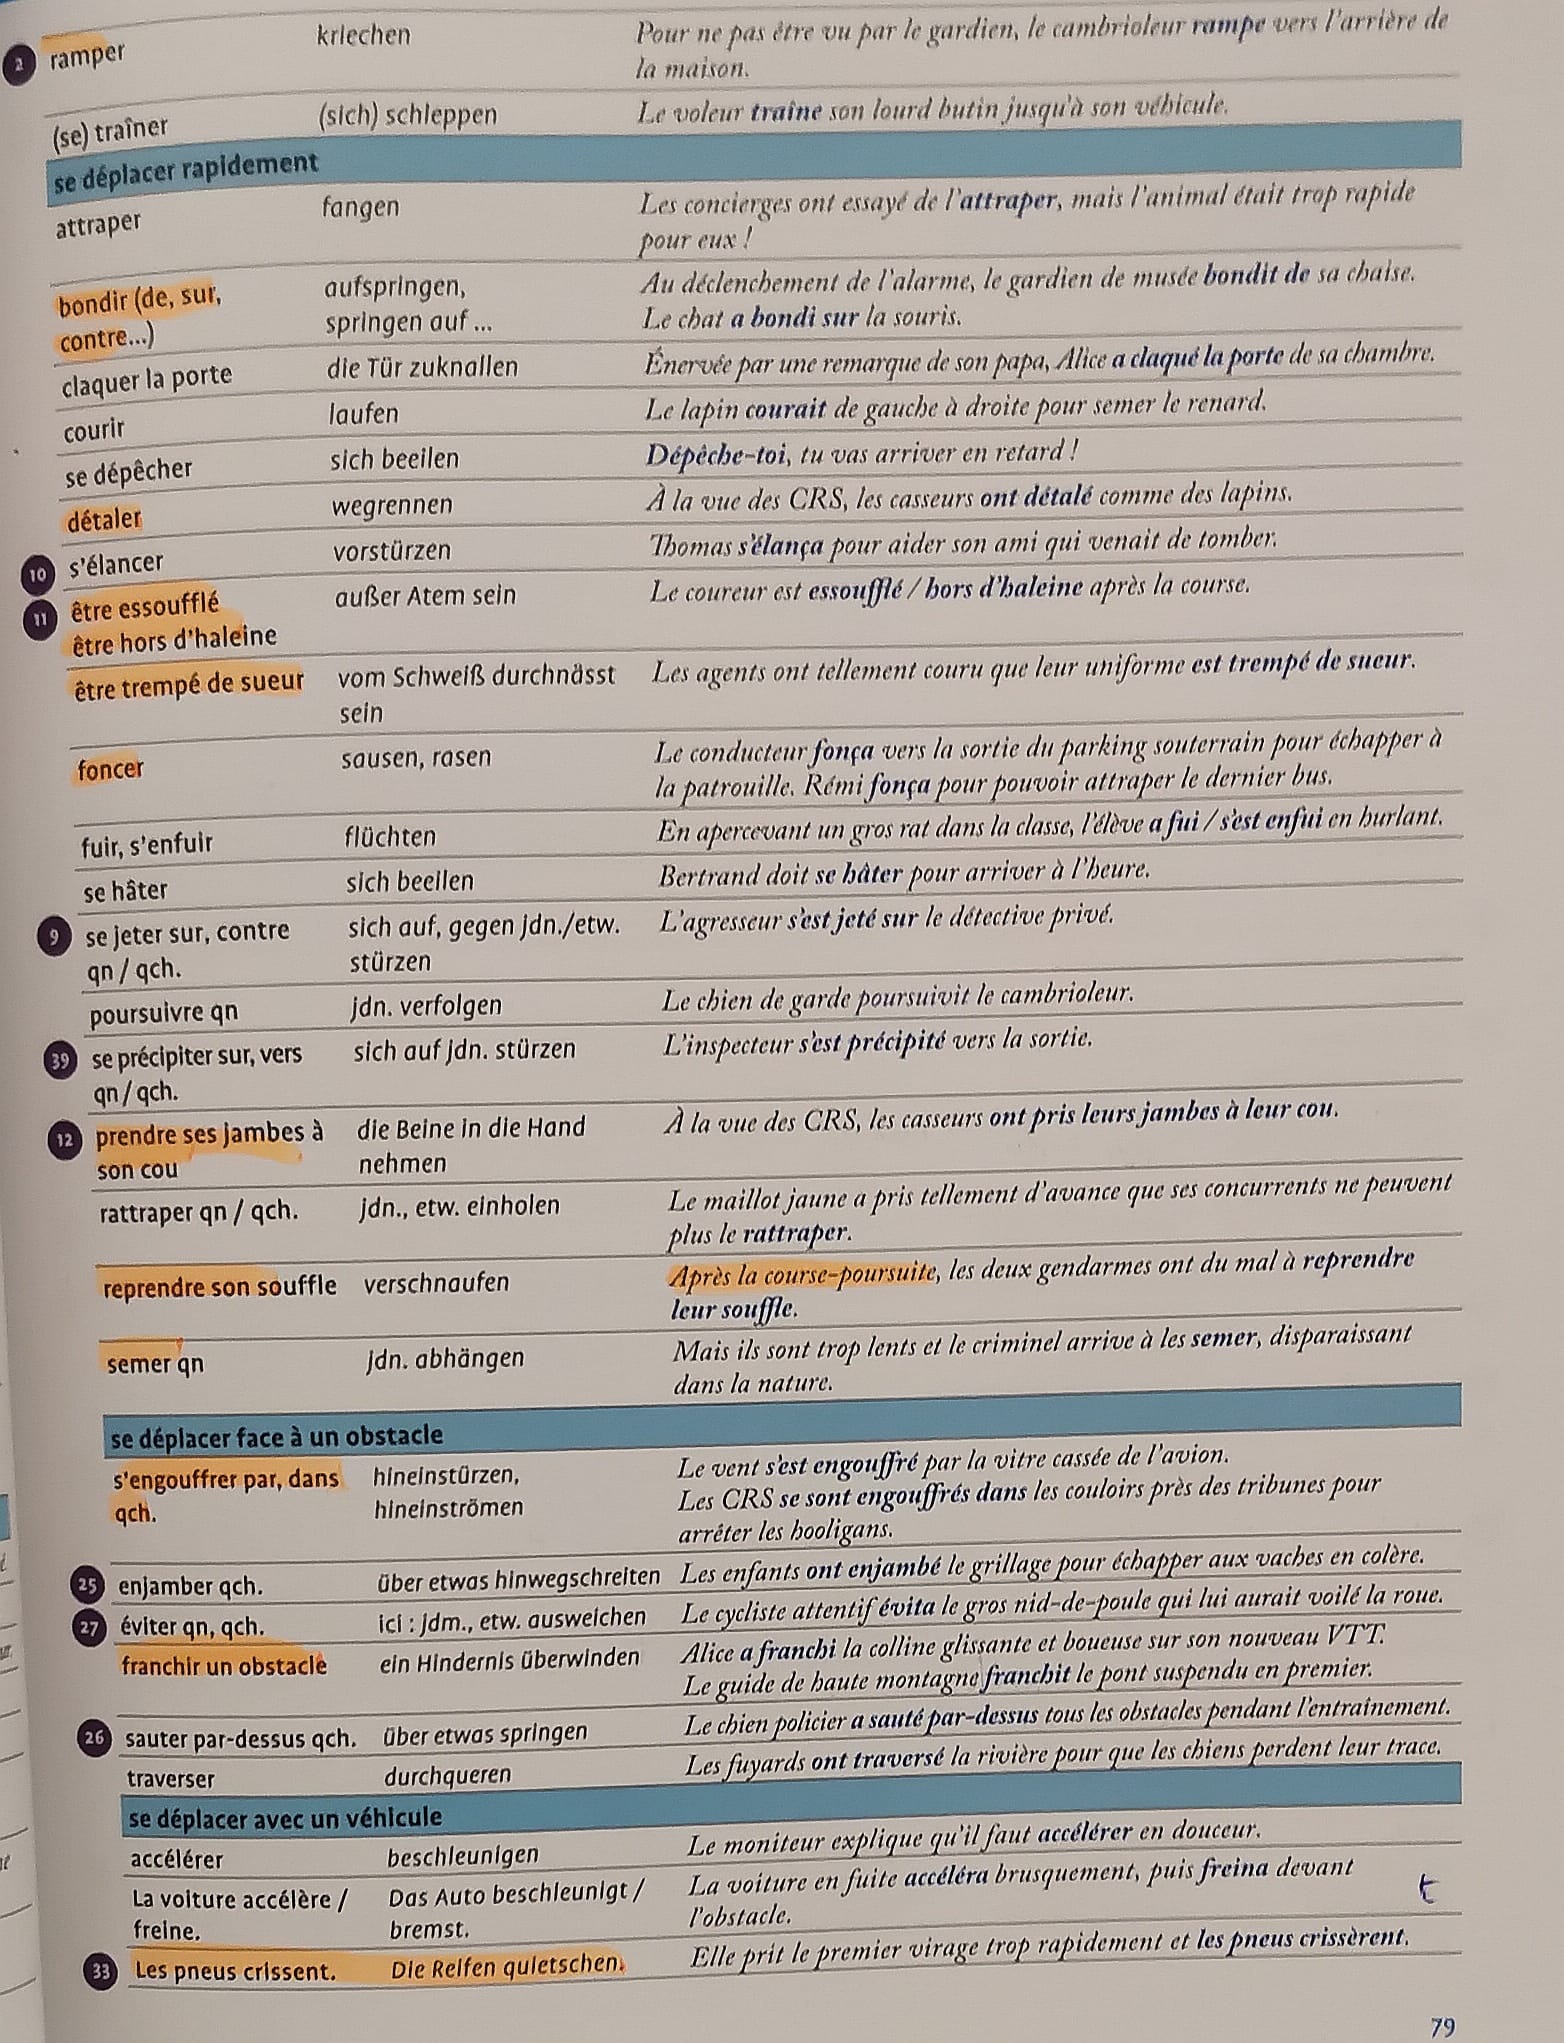 2 ramper kriechen Pour ne pas être vu par le gardien, le cambrioleur rampe vers l'arrière de
la maison.
(se) traîner (sich) schleppen Le voleur traîne son lourd butin jusqu'à son véhicule.
se déplacer rapidement
attraper fangen Les concierges ont essayé de l'attraper, mais l'animal était trop rapide
pour eux !
bondir (de, sur, aufspringen, Au déclenchement de l'alarme, le gardien de musée bondit de sa chaise.
contre...) springen auf ... Le chat a bondi sur la souris.
claquer la porte die Tür zuknallen Énervée par une remarque de son papa, Alice a claqué la porte de sa chambre.
courir laufen Le lapin courait de gauche à droite pour semer le renard.
se dépêcher sich beeilen Dépêche-toi, tu vas arriver en retard !
détaler wegrennen À la vue des CRS, les casseurs ont détalé comme des lapins.
10 s'élancer vorstürzen Thomas s'élança pour aider son ami qui venait de tomber.
11 être essoufflé außer Atem sein Le coureur est essoufflé / hors d'haleine après la course.
être hors d'haleine
être trempé de sueur vom Schweiß durchnässt Les agents ont tellement couru que leur uniforme est trempé de sueur.
sein
foncer sausen, rasen Le conducteur fonça vers la sortie du parking souterrain pour échapper à
la patrouille. Rémi fonça pour pouvoir attraper le dernier bus.
fuir, s'enfuir flüchten En apercevant un gros rat dans la classe, l'élève a fui / s'est enfui en hurlant.
se hâter sich beeilen Bertrand doit se hâter pour arriver à l'heure.
9 se jeter sur, contre sich auf, gegen jdn./etw. L'agresseur s'est jeté sur le détective privé.
qn / qch. stürzen
poursuivre qn jdn. verfolgen Le chien de garde poursuivit le cambrioleur.
39 se précipiter sur, vers sich auf jdn. stürzen L'inspecteur s'est précipité vers la sortie.
qn / qch.
12 prendre ses jambes à die Beine in die Hand À la vue des CRS, les casseurs ont pris leurs jambes à leur cou.
son cou nehmen
rattraper qn / qch. jdn., etw. einholen Le maillot jaune a pris tellement d'avance que ses concurrents ne peuvent
plus le rattraper.
reprendre son souffle verschnaufen Après la course-poursuite, les deux gendarmes ont du mal à reprendre
leur souffle.
semer qn jdn. abhängen Mais ils sont trop lents et le criminel arrive à les semer, disparaissant
dans la nature.
se déplacer face à un obstacle
s'engouffrer par, dans hineinstürzen, Le vent s'est engouffré par la vitre cassée de l'avion.
qch. hineinströmen Les CRS se sont engouffrés dans les couloirs près des tribunes pour
arrêter les hooligans.
25 enjamber qch. über etwas hinwegschreiten Les enfants ont enjambé le grillage pour échapper aux vaches en colère.
27 éviter qn, qch. ici : jdm., etw. ausweichen Le cycliste attentif évita le gros nid-de-poule qui lui aurait voilé la roue.
franchir un obstacle ein Hindernis überwinden Alice a franchi la colline glissante et boueuse sur son nouveau VTT.
Le guide de haute montagne franchit le pont suspendu en premier.
26 sauter par-dessus qch. über etwas springen Le chien policier a sauté par-dessus tous les obstacles pendant l'entraînement.
traverser durchqueren Les fuyards ont traversé la rivière pour que les chiens perdent leur trace.
se déplacer avec un véhicule
accélérer beschleunigen Le moniteur explique qu'il faut accélérer en douceur.
La voiture accélère / Das Auto beschleunigt / La voiture en fuite accéléra brusquement, puis freina devant
freine. bremst. l'obstacle.
33 Les pneus crissent. Die Reifen quietschen. Elle prit le premier virage trop rapidement et les pneus crissèrent.
79